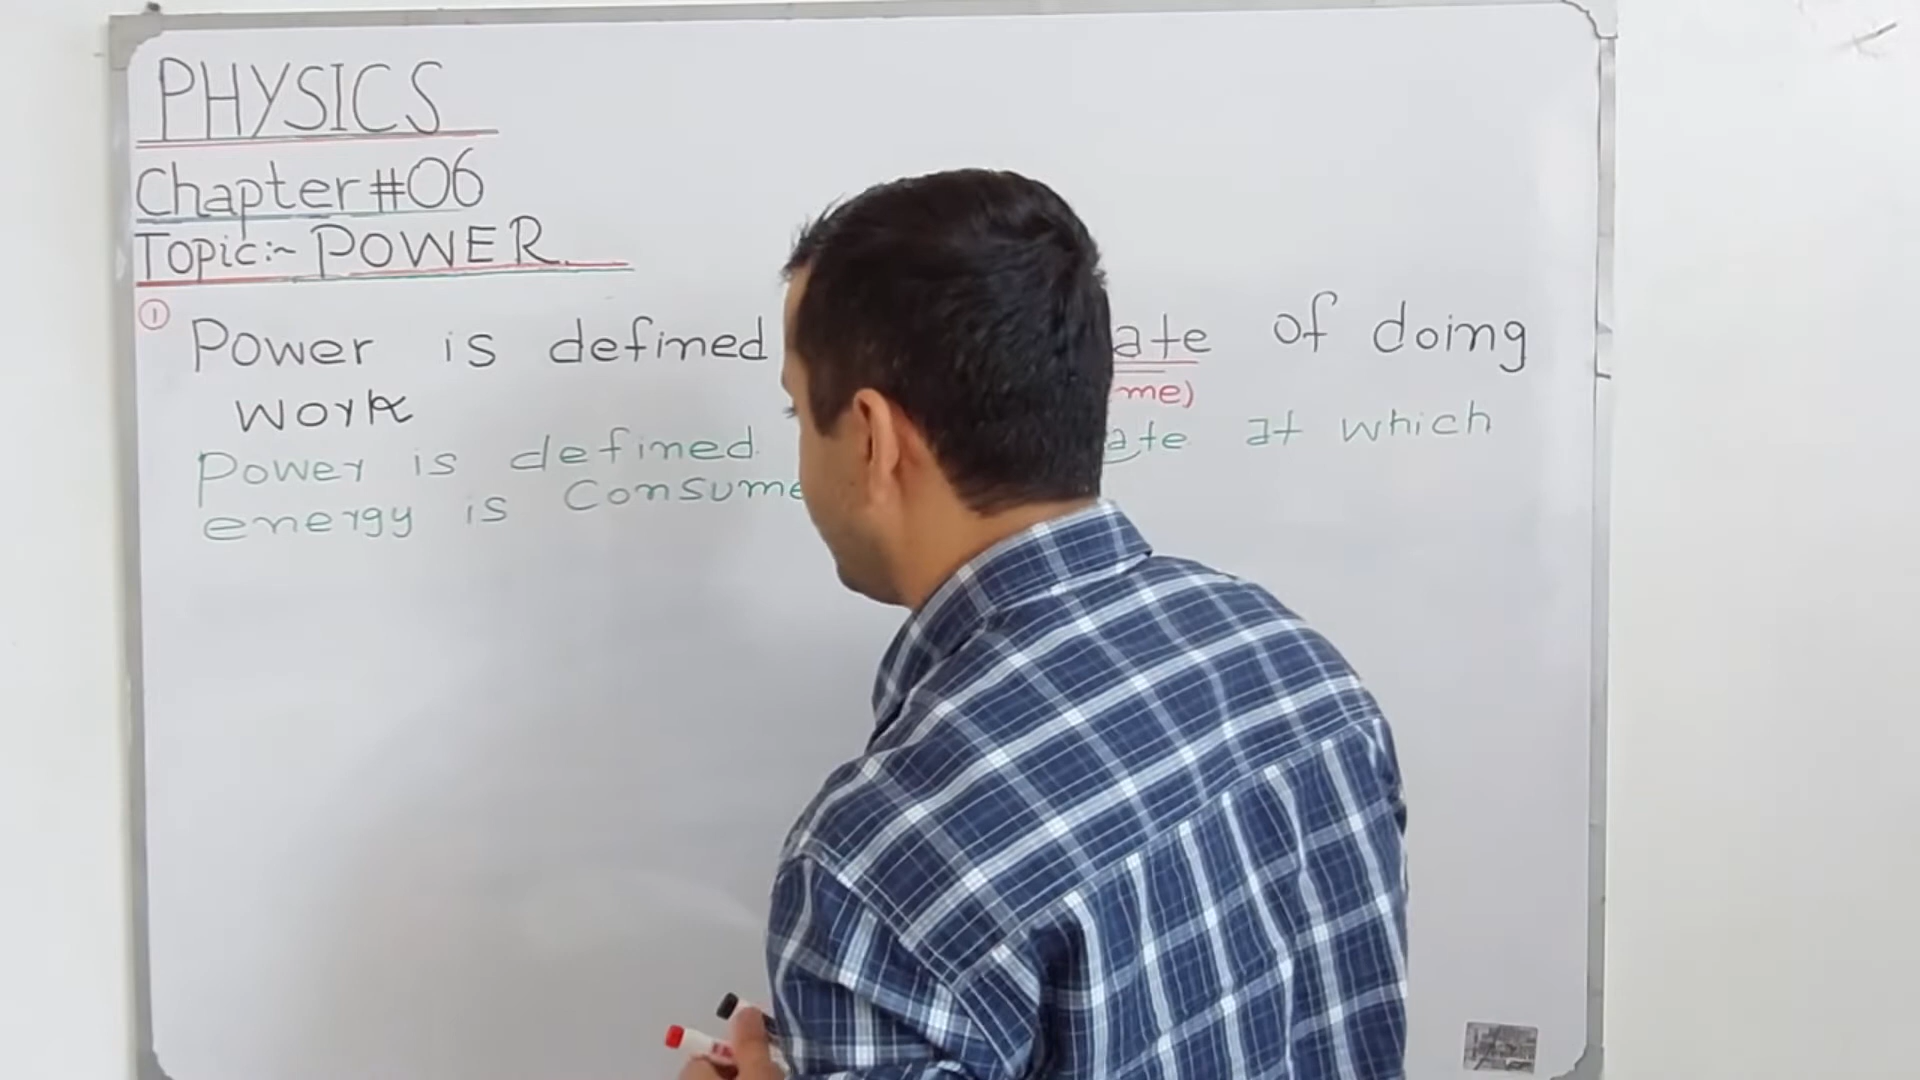 PHYSICS
Chapter #06
Topic:~ POWER.
① Power is defined ate of doing
me)
work
Power is defined. ate at which
energy is Consume